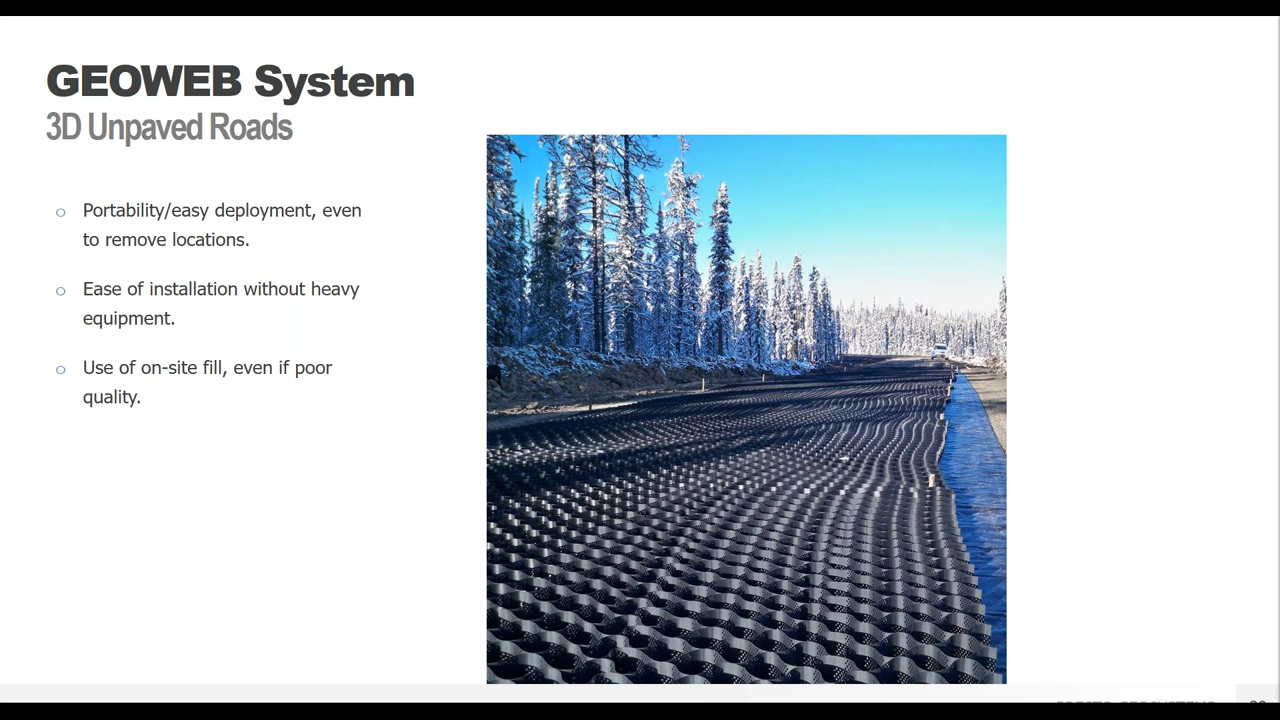 GEOWEB System
3D Unpaved Roads
Portability/easy deployment, even
to remove locations.
Ease of installation without heavy
equipment.
Use of on-site fill, even if poor
quality.